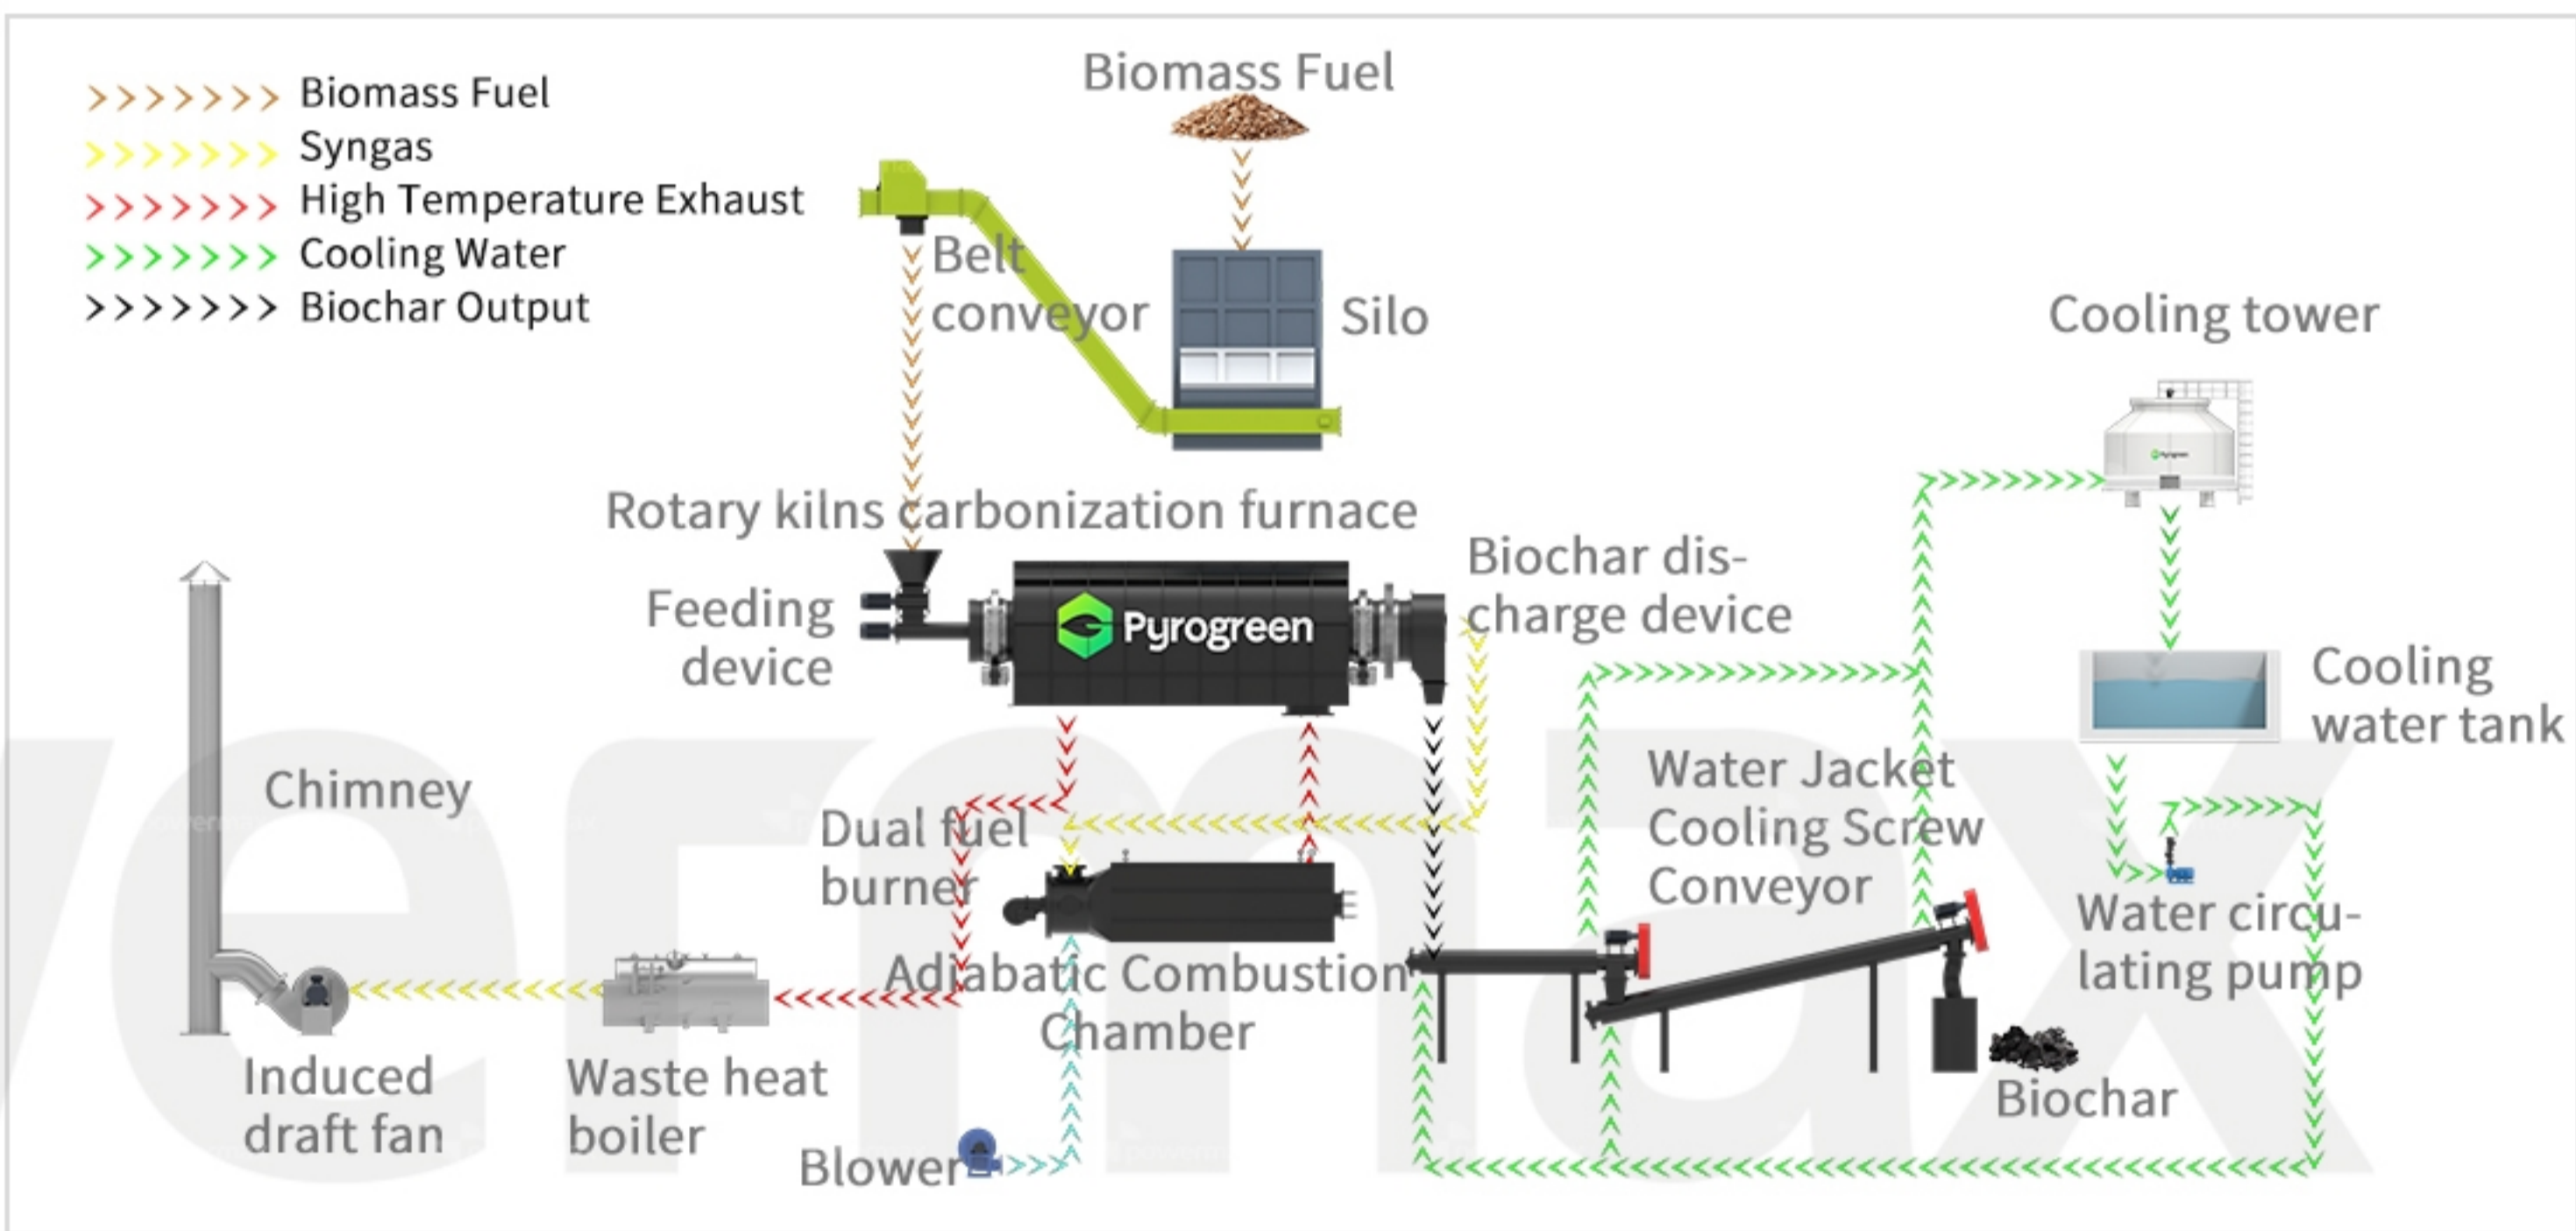 Biomass Fuel
Syngas
High Temperature Exhaust
Cooling Water
Biochar Output
Biomass Fuel
Belt
conveyor
Silo
Cooling tower
Rotary kilns carbonization furnace
Feeding
device
Pyrogreen
Biochar dis-
charge device
Cooling
water tank
Chimney
Dual fuel
burner
Water Jacket
Cooling Screw
Conveyor
Adiabatic Combustion
Chamber
Water circu-
lating pump
Induced
draft fan
Waste heat
boiler
Blower
Biochar
vermax